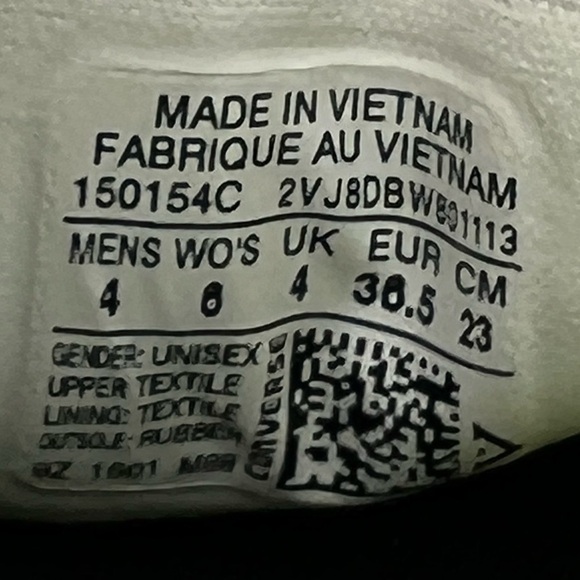 MADE IN VIETNAM
FABRIQUE AU VIETNAM
150154C
MENS WO'S UK EUR CM
4 6 4 36.5 23
GENDER: UNISEX
UPPER TEXTILE
LINING: TEXTILE
OUTSOLE: RUBBER
CONVERSE